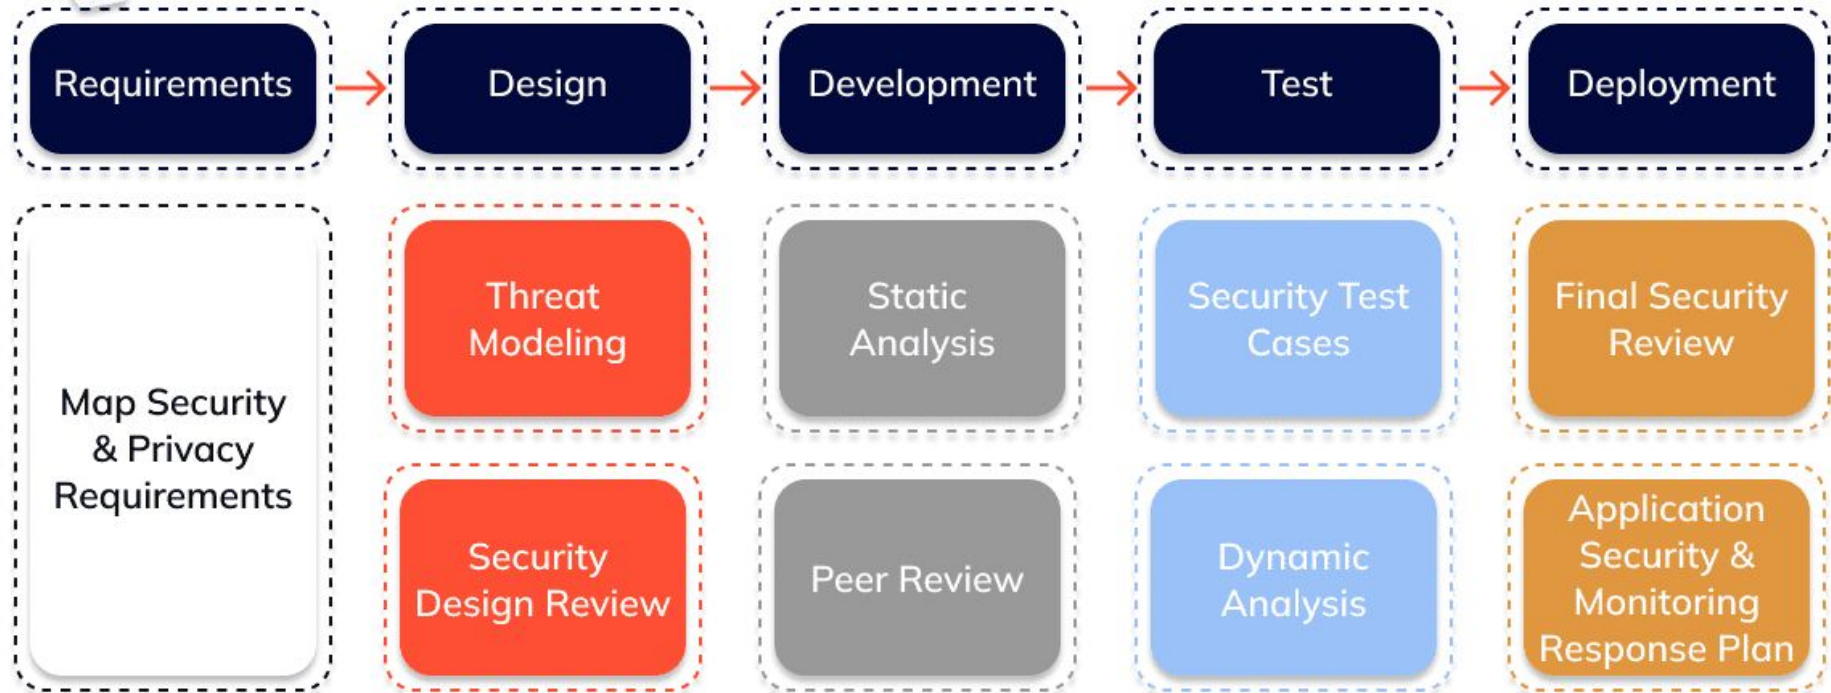 Requirements
Design
Development
Test
Deployment
Map Security
& Privacy
Requirements
Threat
Modeling
Static
Analysis
Security Test
Cases
Final Security
Review
Security
Design Review
Peer Review
Dynamic
Analysis
Application
Security &
Monitoring
Response Plan